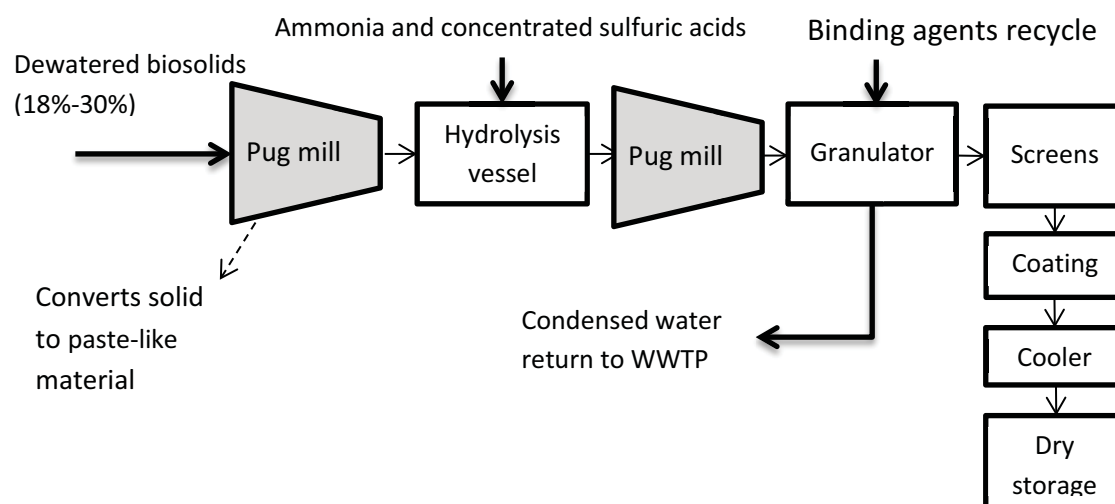 Ammonia and concentrated sulfuric acids
Binding agents recycle
Dewatered biosolids
(18%-30%)
Pug mill
Hydrolysis
vessel
Pug mill
Granulator
Screens
Coating
Cooler
Dry
storage
Converts solid
to paste-like
material
Condensed water
return to WWTP